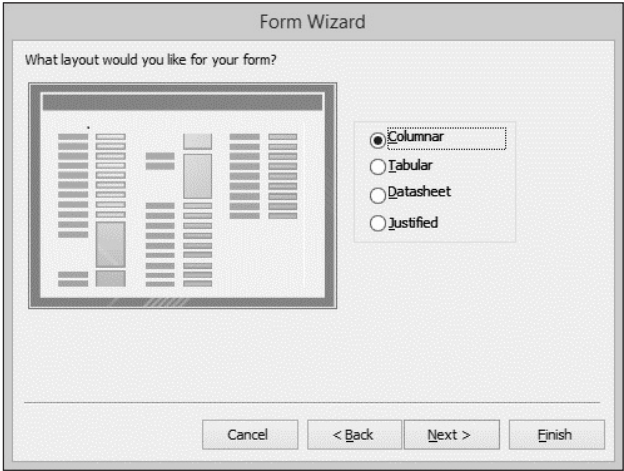 Form Wizard
What layout would you like for your form?
Columnar
Tabular
Datasheet
Justified
Cancel
< Back
Next >
Finish